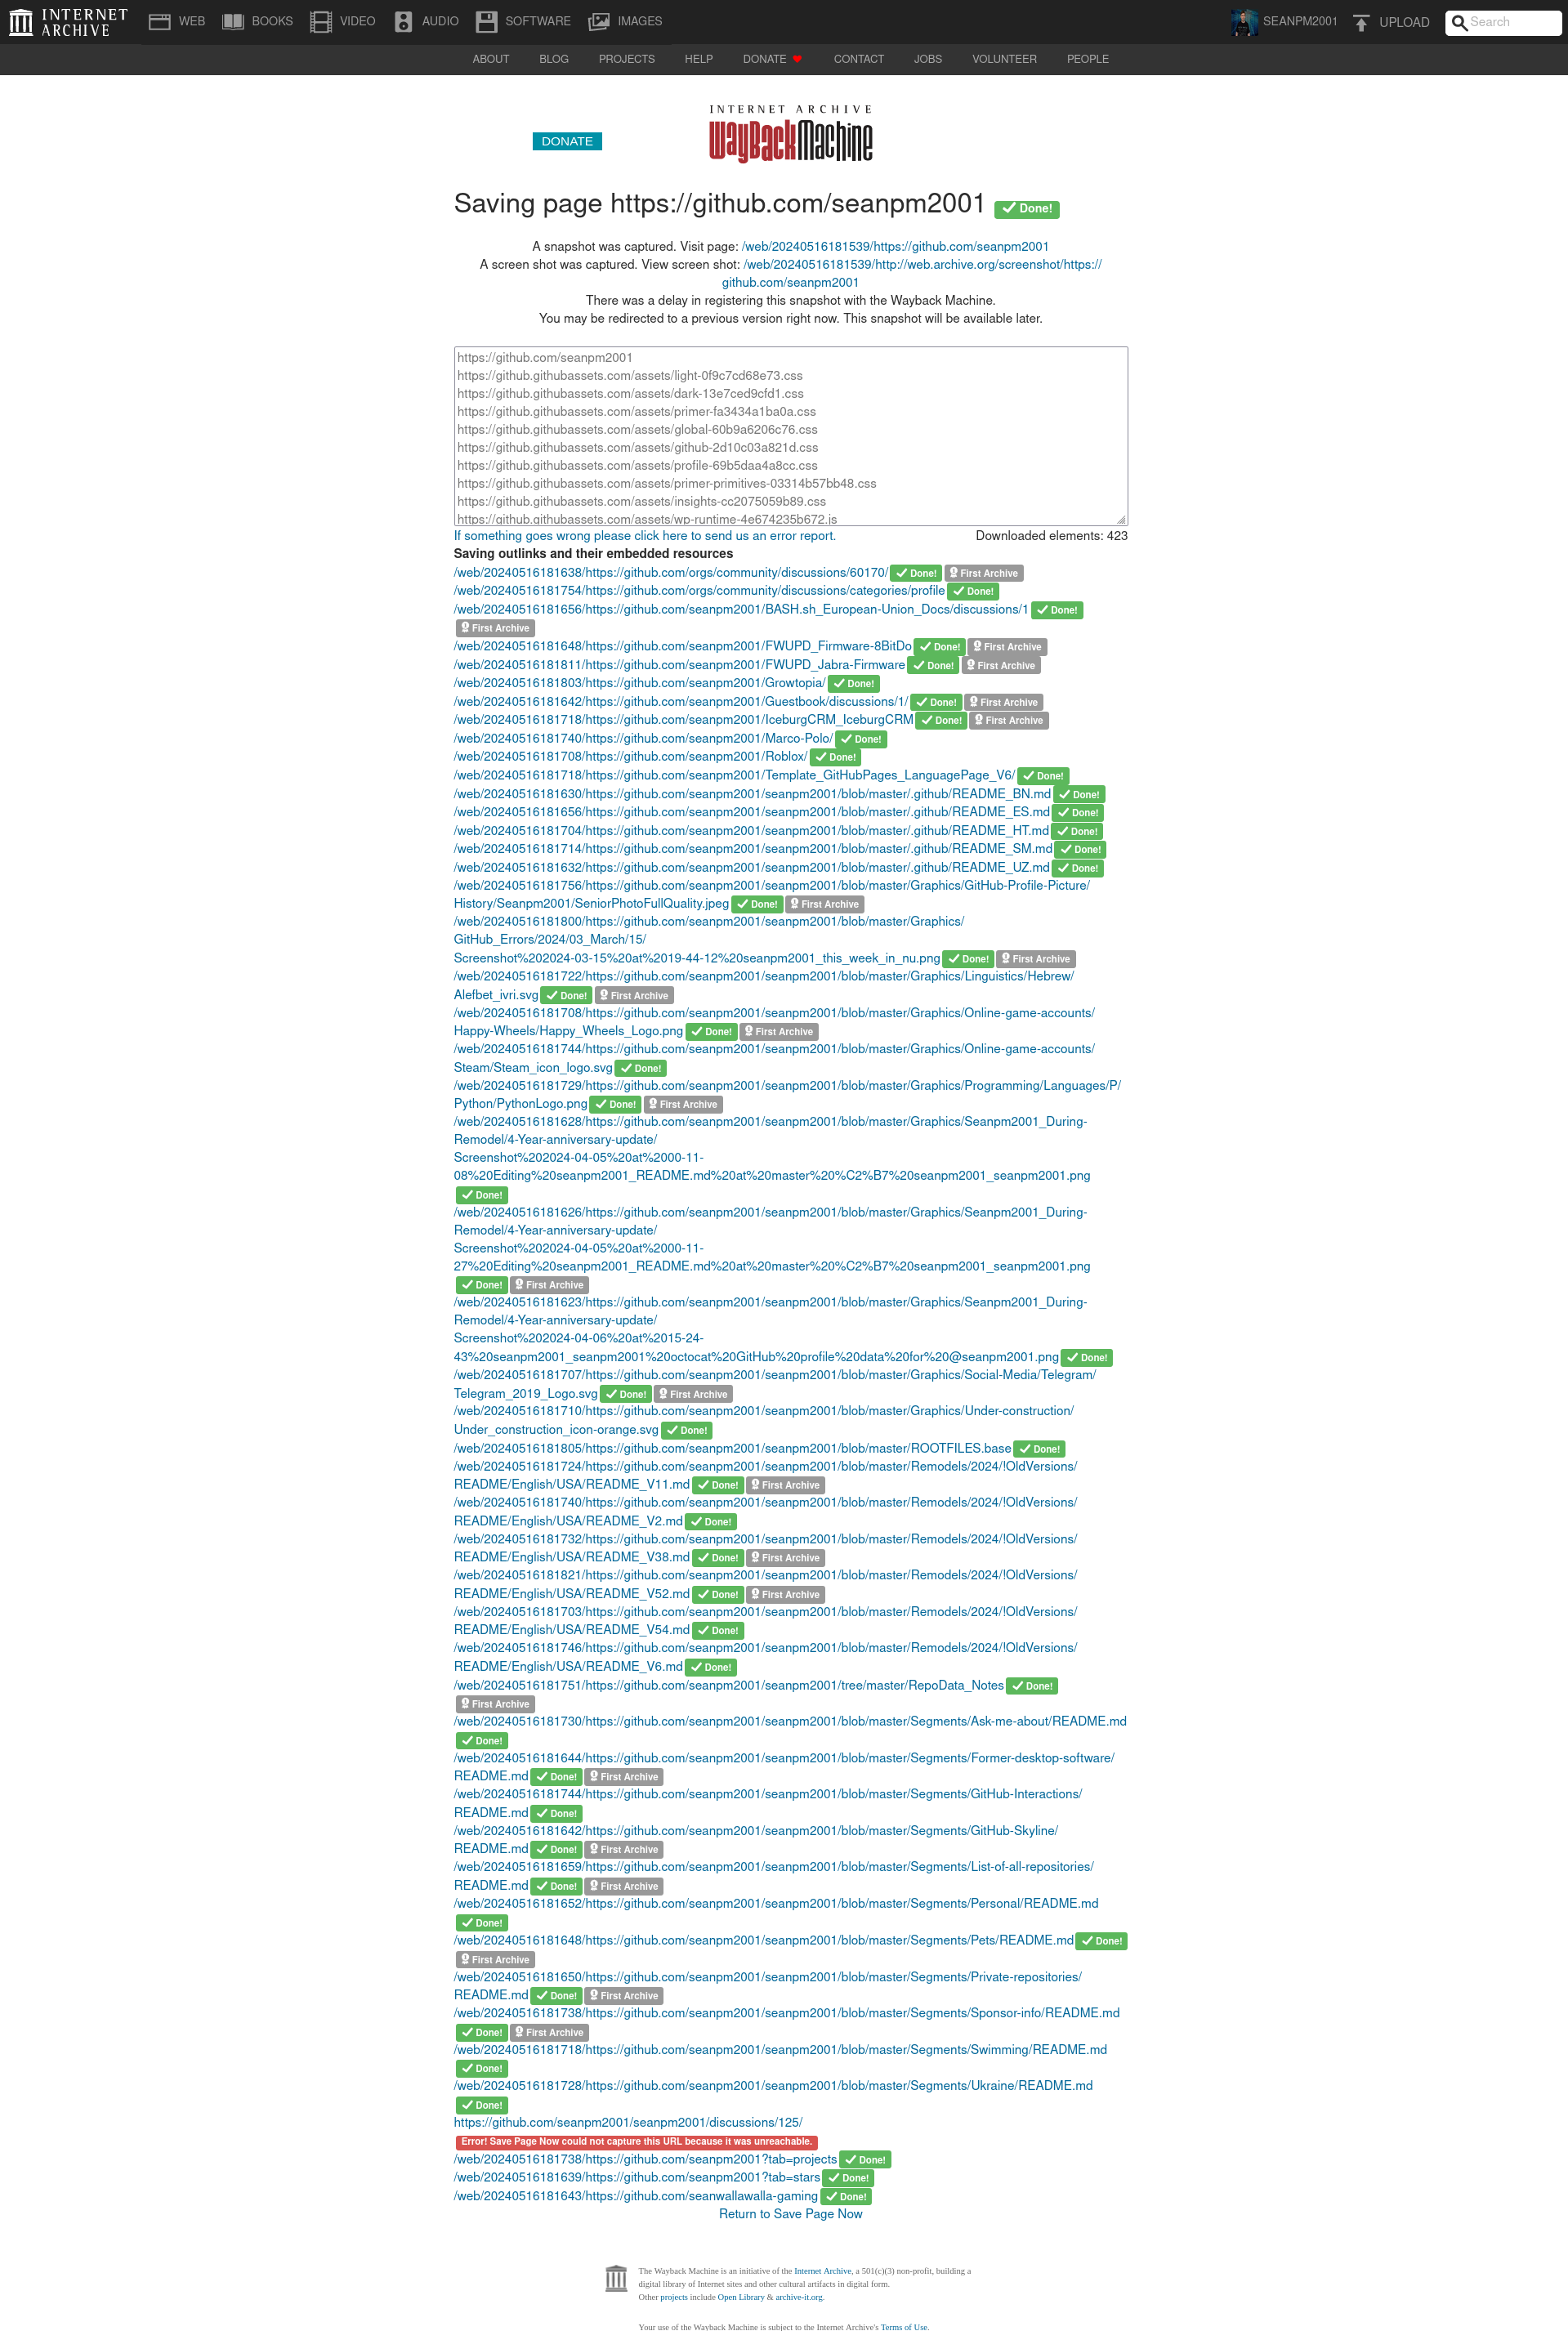 INTERNET
ARCHIVE
WEB BOOKS VIDEO AUDIO SOFTWARE IMAGES SEANPM2001 UPLOAD Search
ABOUT BLOG PROJECTS HELP DONATE CONTACT JOBS VOLUNTEER PEOPLE
INTERNET ARCHIVE
DONATE WayBackMachine
Saving page https://github.com/seanpm2001 Done!
A snapshot was captured. Visit page: /web/20240516181539/https://github.com/seanpm2001
A screen shot was captured. View screen shot: /web/20240516181539/http://web.archive.org/screenshot/https://
github.com/seanpm2001
There was a delay in registering this snapshot with the Wayback Machine.
You may be redirected to a previous version right now. This snapshot will be available later.
https://github.com/seanpm2001
https://github.githubassets.com/assets/light-0f9c7cd68e73.css
https://github.githubassets.com/assets/dark-13e7ced9cfd1.css
https://github.githubassets.com/assets/primer-fa3434a1ba0a.css
https://github.githubassets.com/assets/global-60b9a6206c76.css
https://github.githubassets.com/assets/github-2d10c03a821d.css
https://github.githubassets.com/assets/profile-69b5daa4a8cc.css
https://github.githubassets.com/assets/primer-primitives-03314b57bb48.css
https://github.githubassets.com/assets/insights-cc2075059b89.css
https://github.githubassets.com/assets/wp-runtime-4e674235b672.js
If something goes wrong please click here to send us an error report. Downloaded elements: 423
Saving outlinks and their embedded resources
/web/20240516181638/https://github.com/orgs/community/discussions/60170/ Done! First Archive
/web/20240516181754/https://github.com/orgs/community/discussions/categories/profile Done!
/web/20240516181656/https://github.com/seanpm2001/BASH.sh_European-Union_Docs/discussions/1 Done!
First Archive
/web/20240516181648/https://github.com/seanpm2001/FWUPD_Firmware-8BitDo Done! First Archive
/web/20240516181811/https://github.com/seanpm2001/FWUPD_Jabra-Firmware Done! First Archive
/web/20240516181803/https://github.com/seanpm2001/Growtopia/ Done!
/web/20240516181642/https://github.com/seanpm2001/Guestbook/discussions/1/ Done! First Archive
/web/20240516181718/https://github.com/seanpm2001/IceburgCRM_IceburgCRM Done! First Archive
/web/20240516181740/https://github.com/seanpm2001/Marco-Polo/ Done!
/web/20240516181708/https://github.com/seanpm2001/Roblox/ Done!
/web/20240516181718/https://github.com/seanpm2001/Template_GitHubPages_LanguagePage_V6/ Done!
/web/20240516181630/https://github.com/seanpm2001/seanpm2001/blob/master/.github/README_BN.md Done!
/web/20240516181656/https://github.com/seanpm2001/seanpm2001/blob/master/.github/README_ES.md Done!
/web/20240516181704/https://github.com/seanpm2001/seanpm2001/blob/master/.github/README_HT.md Done!
/web/20240516181714/https://github.com/seanpm2001/seanpm2001/blob/master/.github/README_SM.md Done!
/web/20240516181632/https://github.com/seanpm2001/seanpm2001/blob/master/.github/README_UZ.md Done!
/web/20240516181756/https://github.com/seanpm2001/seanpm2001/blob/master/Graphics/GitHub-Profile-Picture/
History/Seanpm2001/SeniorPhotoFullQuality.jpeg Done! First Archive
/web/20240516181800/https://github.com/seanpm2001/seanpm2001/blob/master/Graphics/
GitHub_Errors/2024/03_March/15/
Screenshot%202024-03-15%20at%2019-44-12%20seanpm2001_this_week_in_nu.png Done! First Archive
/web/20240516181722/https://github.com/seanpm2001/seanpm2001/blob/master/Graphics/Linguistics/Hebrew/
Alefbet_ivri.svg Done! First Archive
/web/20240516181708/https://github.com/seanpm2001/seanpm2001/blob/master/Graphics/Online-game-accounts/
Happy-Wheels/Happy_Wheels_Logo.png Done! First Archive
/web/20240516181744/https://github.com/seanpm2001/seanpm2001/blob/master/Graphics/Online-game-accounts/
Steam/Steam_icon_logo.svg Done!
/web/20240516181729/https://github.com/seanpm2001/seanpm2001/blob/master/Graphics/Programming/Languages/P/
Python/PythonLogo.png Done! First Archive
/web/20240516181628/https://github.com/seanpm2001/seanpm2001/blob/master/Graphics/Seanpm2001_During-
Remodel/4-Year-anniversary-update/
Screenshot%202024-04-05%20at%2000-11-
08%20Editing%20seanpm2001_README.md%20at%20master%20%C2%B7%20seanpm2001_seanpm2001.png
Done!
/web/20240516181626/https://github.com/seanpm2001/seanpm2001/blob/master/Graphics/Seanpm2001_During-
Remodel/4-Year-anniversary-update/
Screenshot%202024-04-05%20at%2000-11-
27%20Editing%20seanpm2001_README.md%20at%20master%20%C2%B7%20seanpm2001_seanpm2001.png
Done! First Archive
/web/20240516181623/https://github.com/seanpm2001/seanpm2001/blob/master/Graphics/Seanpm2001_During-
Remodel/4-Year-anniversary-update/
Screenshot%202024-04-06%20at%2015-24-
43%20seanpm2001_seanpm2001%20octocat%20GitHub%20profile%20data%20for%20@seanpm2001.png Done!
/web/20240516181707/https://github.com/seanpm2001/seanpm2001/blob/master/Graphics/Social-Media/Telegram/
Telegram_2019_Logo.svg Done! First Archive
/web/20240516181710/https://github.com/seanpm2001/seanpm2001/blob/master/Graphics/Under-construction/
Under_construction_icon-orange.svg Done!
/web/20240516181805/https://github.com/seanpm2001/seanpm2001/blob/master/ROOTFILES.base Done!
/web/20240516181724/https://github.com/seanpm2001/seanpm2001/blob/master/Remodels/2024/!OldVersions/
README/English/USA/README_V11.md Done! First Archive
/web/20240516181740/https://github.com/seanpm2001/seanpm2001/blob/master/Remodels/2024/!OldVersions/
README/English/USA/README_V2.md Done!
/web/20240516181732/https://github.com/seanpm2001/seanpm2001/blob/master/Remodels/2024/!OldVersions/
README/English/USA/README_V38.md Done! First Archive
/web/20240516181821/https://github.com/seanpm2001/seanpm2001/blob/master/Remodels/2024/!OldVersions/
README/English/USA/README_V52.md Done! First Archive
/web/20240516181703/https://github.com/seanpm2001/seanpm2001/blob/master/Remodels/2024/!OldVersions/
README/English/USA/README_V54.md Done!
/web/20240516181746/https://github.com/seanpm2001/seanpm2001/blob/master/Remodels/2024/!OldVersions/
README/English/USA/README_V6.md Done!
/web/20240516181751/https://github.com/seanpm2001/seanpm2001/tree/master/RepoData_Notes Done!
First Archive
/web/20240516181730/https://github.com/seanpm2001/seanpm2001/blob/master/Segments/Ask-me-about/README.md
Done!
/web/20240516181644/https://github.com/seanpm2001/seanpm2001/blob/master/Segments/Former-desktop-software/
README.md Done! First Archive
/web/20240516181744/https://github.com/seanpm2001/seanpm2001/blob/master/Segments/GitHub-Interactions/
README.md Done!
/web/20240516181642/https://github.com/seanpm2001/seanpm2001/blob/master/Segments/GitHub-Skyline/
README.md Done! First Archive
/web/20240516181659/https://github.com/seanpm2001/seanpm2001/blob/master/Segments/List-of-all-repositories/
README.md Done! First Archive
/web/20240516181652/https://github.com/seanpm2001/seanpm2001/blob/master/Segments/Personal/README.md
Done!
/web/20240516181648/https://github.com/seanpm2001/seanpm2001/blob/master/Segments/Pets/README.md Done!
First Archive
/web/20240516181650/https://github.com/seanpm2001/seanpm2001/blob/master/Segments/Private-repositories/
README.md Done! First Archive
/web/20240516181738/https://github.com/seanpm2001/seanpm2001/blob/master/Segments/Sponsor-info/README.md
Done! First Archive
/web/20240516181718/https://github.com/seanpm2001/seanpm2001/blob/master/Segments/Swimming/README.md
Done!
/web/20240516181728/https://github.com/seanpm2001/seanpm2001/blob/master/Segments/Ukraine/README.md
Done!
https://github.com/seanpm2001/seanpm2001/discussions/125/
Error! Save Page Now could not capture this URL because it was unreachable.
/web/20240516181738/https://github.com/seanpm2001?tab=projects Done!
/web/20240516181639/https://github.com/seanpm2001?tab=stars Done!
/web/20240516181643/https://github.com/seanwallawalla-gaming Done!
Return to Save Page Now
The Wayback Machine is an initiative of the Internet Archive, a 501(c)(3) non-profit, building a
digital library of Internet sites and other cultural artifacts in digital form.
Other projects include Open Library & archive-it.org.
Your use of the Wayback Machine is subject to the Internet Archive's Terms of Use.